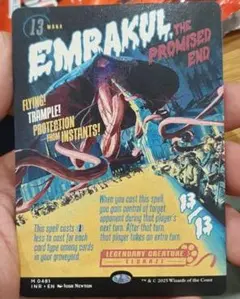 13 MANA
EMRAKUL,
THE PROMISED END
FLYING!
TRAMPLE!
PROTECTION
FROM INSTANTS!
This spell costs {1}
less to cast for each
card type among cards
in your graveyard.
When you cast this spell,
you gain control of target
opponent during that player's
next turn. After that turn,
that player takes an extra turn.
13/13
LEGENDARY CREATURE
ELDRAZI
M 0481
INR • EN
™ & © 2025 Wizards of the Coast